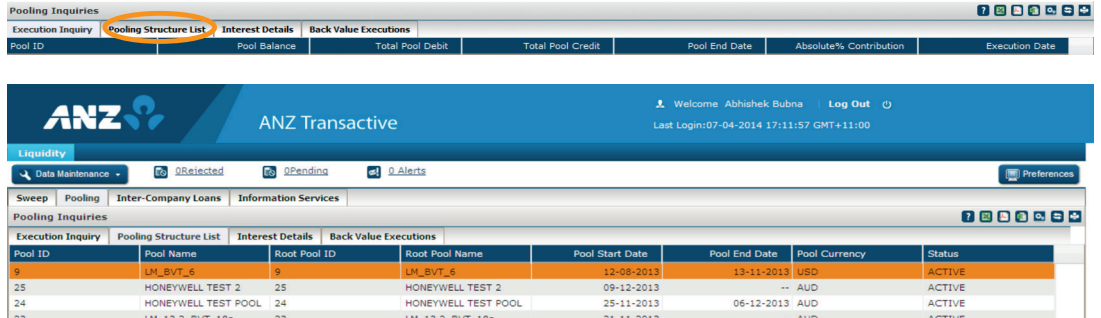 Pooling Inquiries
Execution Inquiry Pooling Structure List Interest Details Back Value Executions
Pool ID Pool Balance Total Pool Debit Total Pool Credit Pool End Date Absolute% Contribution Execution Date
ANZ ANZ Transactive Welcome Abhishek Bubna Log Out
Last Login:07-04-2014 17:11:57 GMT+11:00
Liquidity
Data Maintenance 0Rejected 0Pending 0 Alerts Preferences
Sweep Pooling Inter-Company Loans Information Services
Pooling Inquiries
Execution Inquiry Pooling Structure List Interest Details Back Value Executions
Pool ID Pool Name Root Pool ID Root Pool Name Pool Start Date Pool End Date Pool Currency Status
9 LM_BVT_6 9 LM_BVT_6 12-08-2013 13-11-2013 USD ACTIVE
25 HONEYWELL TEST 2 25 HONEYWELL TEST 2 09-12-2013 -- AUD ACTIVE
24 HONEYWELL TEST POOL 24 HONEYWELL TEST POOL 25-11-2013 06-12-2013 AUD ACTIVE